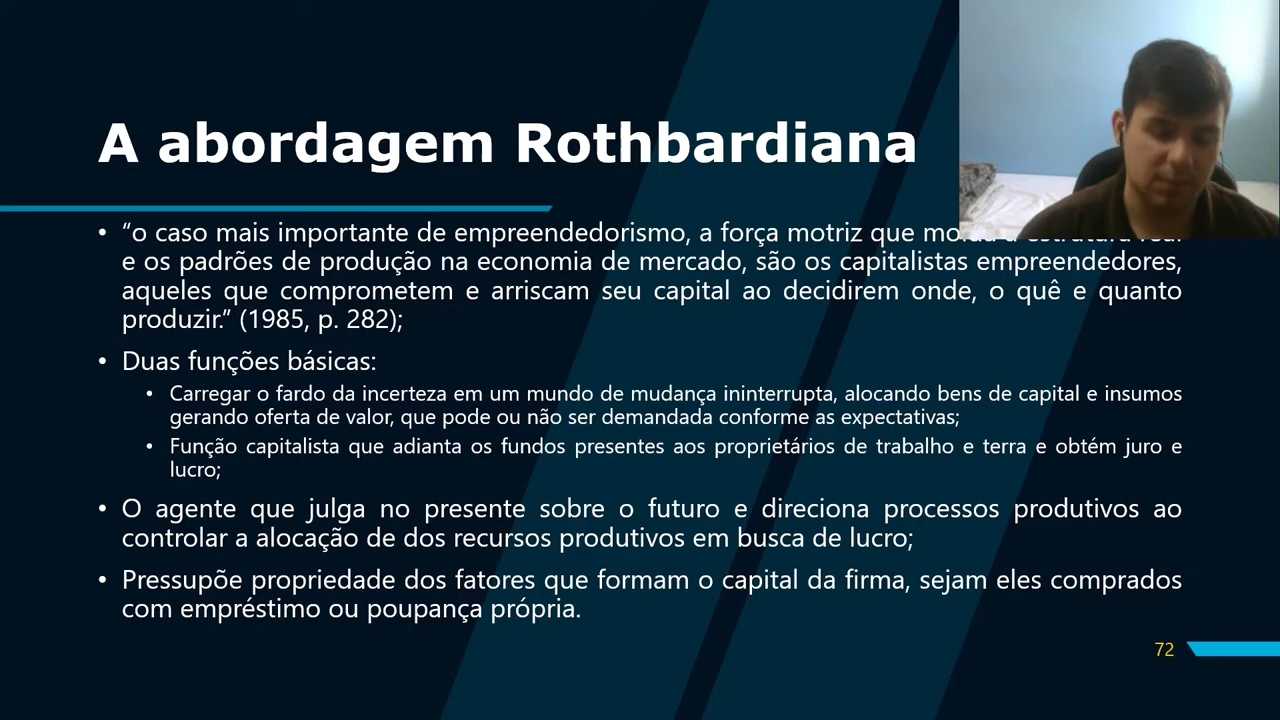 A abordagem Rothbardiana
• “o caso mais importante de empreendedorismo, a força motriz que
e os padrões de produção na economia de mercado, são os capitalistas empreendedores,
aqueles que comprometem e arriscam seu capital ao decidirem onde, o quê e quanto
produzir.” (1985, p. 282);
• Duas funções básicas:
• Carregar o fardo da incerteza em um mundo de mudança ininterrupta, alocando bens de capital e insumos
gerando oferta de valor, que pode ou não ser demandada conforme as expectativas;
• Função capitalista que adianta os fundos presentes aos proprietários de trabalho e terra e obtém juro e
lucro;
• O agente que julga no presente sobre o futuro e direciona processos produtivos ao
controlar a alocação de dos recursos produtivos em busca de lucro;
• Pressupõe propriedade dos fatores que formam o capital da firma, sejam eles comprados
com empréstimo ou poupança própria.
72